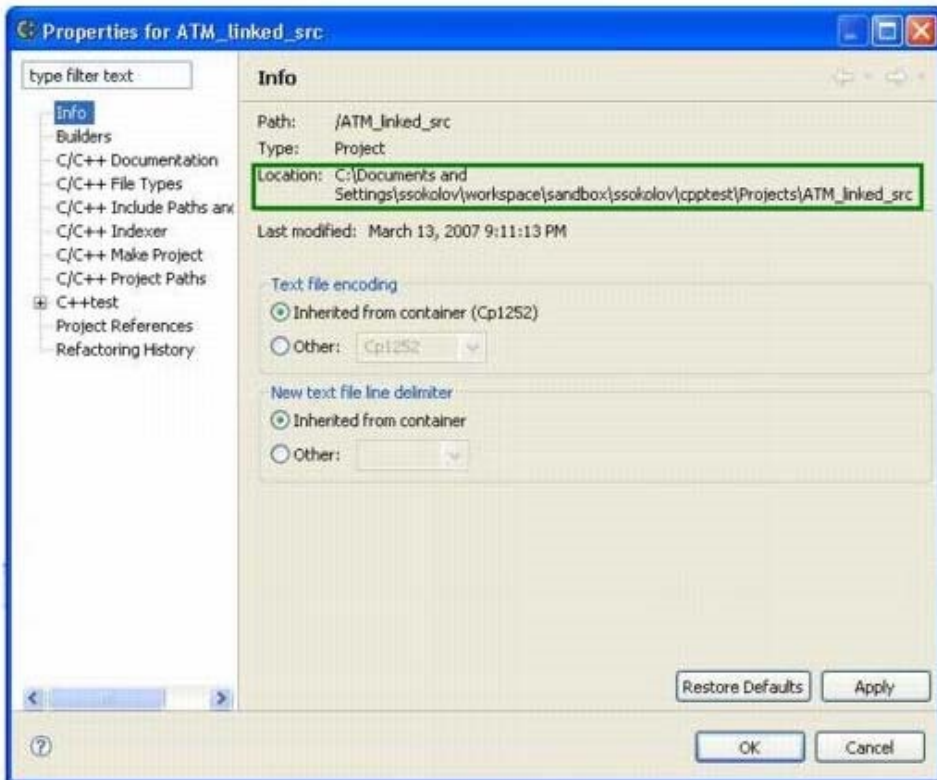 Properties for ATM_linked_src
type filter text
Info
Builders
C/C++ Documentation
C/C++ File Types
C/C++ Include Paths and
C/C++ Indexer
C/C++ Make Project
C/C++ Project Paths
C++test
Project References
Refactoring History
Info
Path: /ATM_linked_src
Type: Project
Location: C:\Documents and
Settings\ssokolov\workspace\sandbox\ssokolov\cpptest\Projects\ATM_linked_src
Last modified: March 13, 2007 9:11:13 PM
Text file encoding
Inherited from container (Cp1252)
Other: Cp1252
New text file line delimiter
Inherited from container
Other:
Restore Defaults Apply
OK Cancel